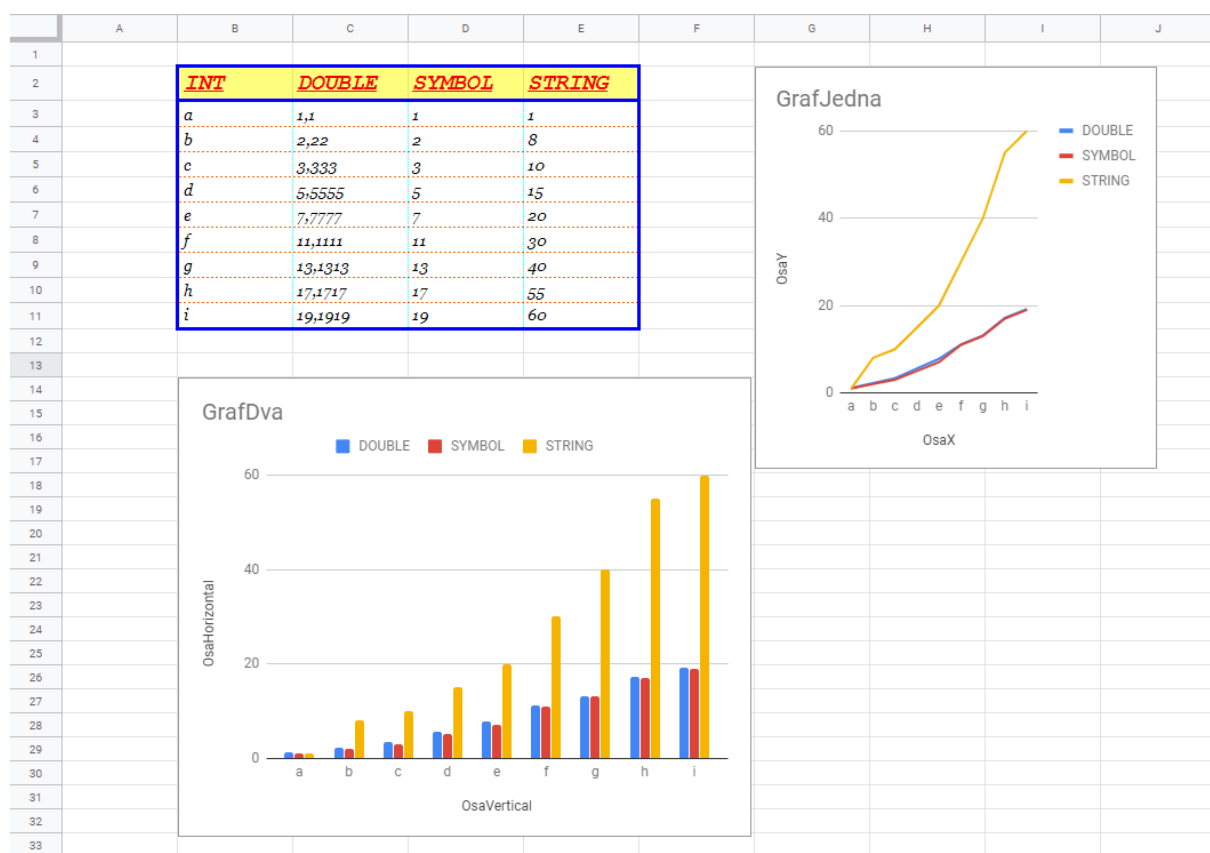 A B C D E F G H I J
1
2 INT DOUBLE SYMBOL STRING
3 a 1,1 1 1
4 b 2,22 2 8
5 c 3,333 3 10
6 d 5,5555 5 15
7 e 7,7777 7 20
8 f 11,1111 11 30
9 g 13,1313 13 40
10 h 17,1717 17 55
11 i 19,1919 19 60
12
13
14
15
16
17
18
19
20
21
22
23
24
25
26
27
28
29
30
31
32
33
GrafJedna
DOUBLE
SYMBOL
STRING
60
40
20
0
OsaY
a b c d e f g h i
OsaX
GrafDva
DOUBLE SYMBOL STRING
60
40
20
0
OsaHorizontal
a b c d e f g h i
OsaVertical